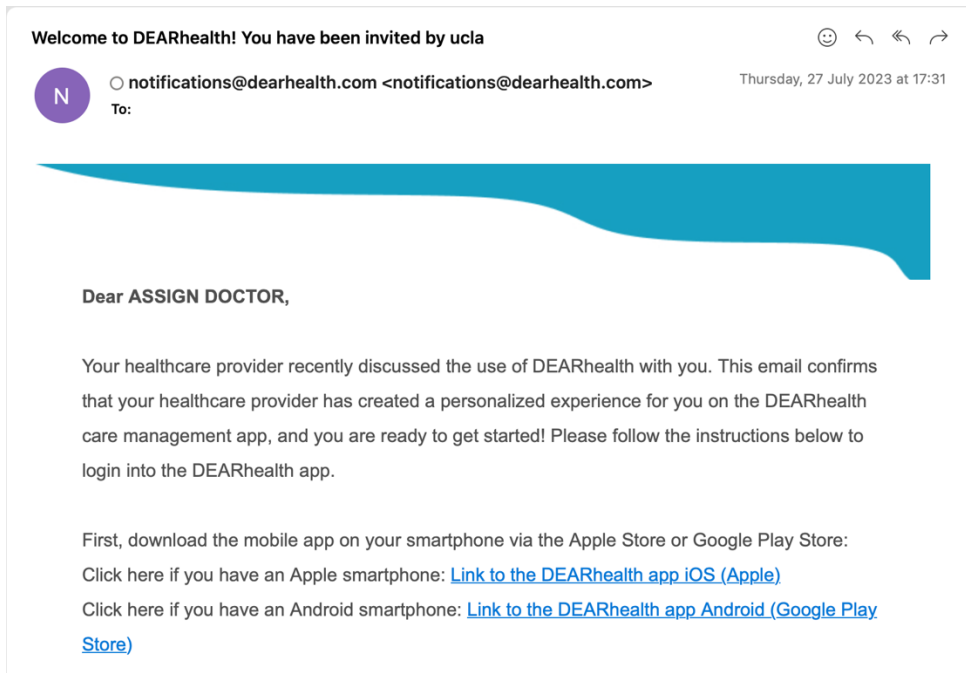 Welcome to DEARhealth! You have been invited by ucla
N
notifications@dearhealth.com <notifications@dearhealth.com>
Thursday, 27 July 2023 at 17:31
To:
Dear ASSIGN DOCTOR,
Your healthcare provider recently discussed the use of DEARhealth with you. This email confirms
that your healthcare provider has created a personalized experience for you on the DEARhealth
care management app, and you are ready to get started! Please follow the instructions below to
login into the DEARhealth app.
First, download the mobile app on your smartphone via the Apple Store or Google Play Store:
Click here if you have an Apple smartphone: Link to the DEARhealth app iOS (Apple)
Click here if you have an Android smartphone: Link to the DEARhealth app Android (Google Play
Store)